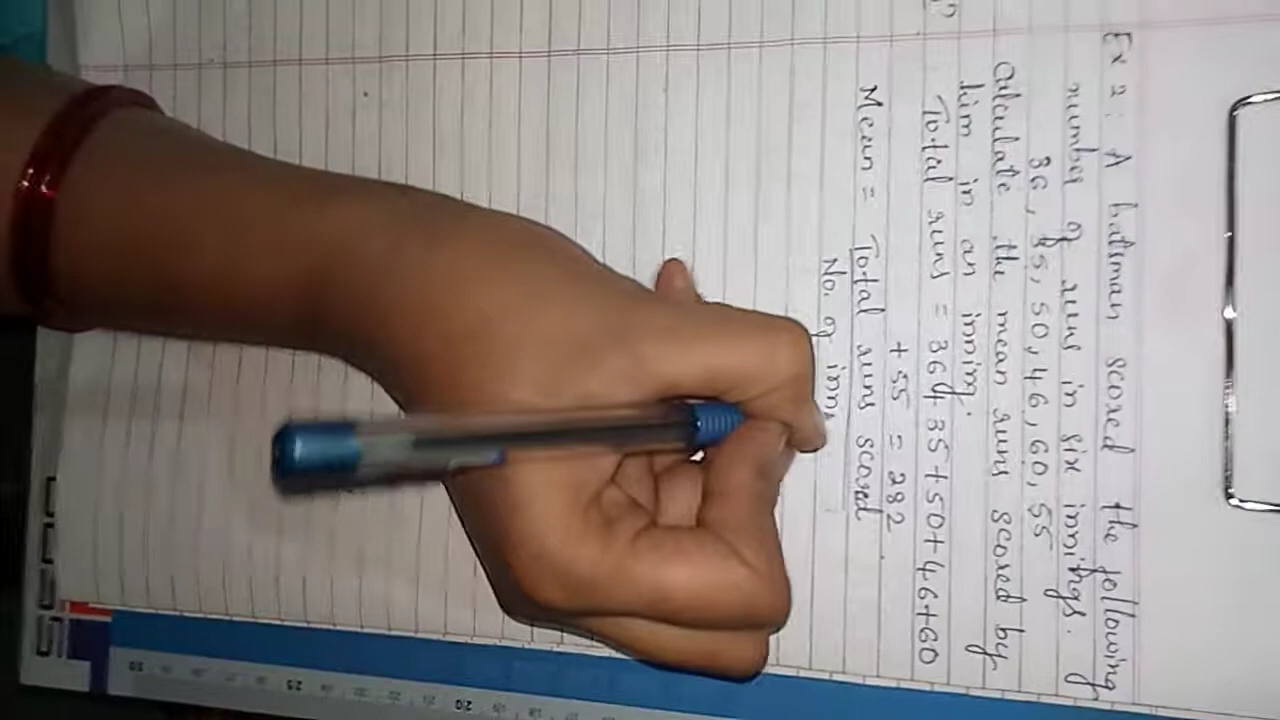 Ex 2: A batsman scored the following
number of runs in six innings.
36, 35, 50, 46, 60, 55
Calculate the mean runs scored by
him in an inning.
Total runs = 36+35+50+46+60
+55 = 282
Mean = Total runs scored
No. of inn